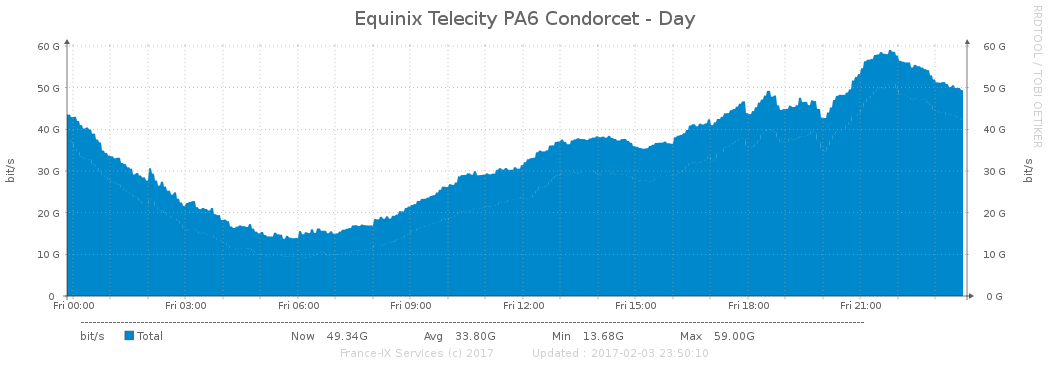 Equinix Telecity PA6 Condorcet - Day
RRDTOOL / TOBI OETIKER
60 G 60 G
50 G 50 G
40 G 40 G
30 G 30 G
20 G 20 G
10 G 10 G
0 0 G
bit/s bit/s
Fri 00:00 Fri 03:00 Fri 06:00 Fri 09:00 Fri 12:00 Fri 15:00 Fri 18:00 Fri 21:00
bit/s Total Now 49.34G Avg 33.80G Min 13.68G Max 59.00G
France-IX Services (c) 2017 Updated : 2017-02-03 23:50:10